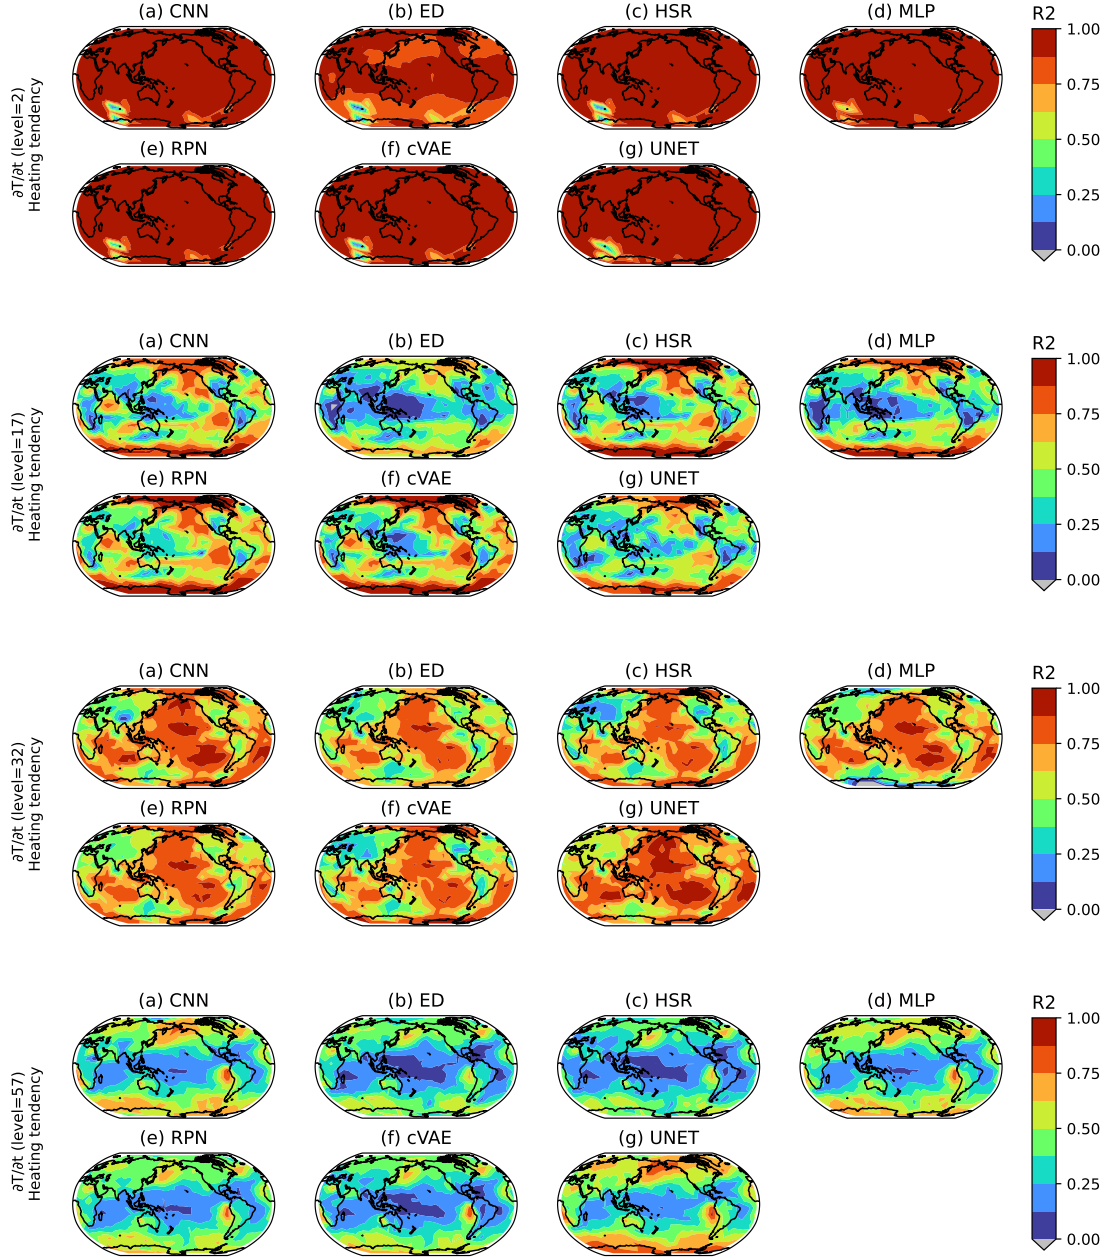 (a) CNN (b) ED (c) HSR (d) MLP R2
1.00
0.75
0.50
0.25
0.00
∂T/∂t (level=2)
Heating tendency
(e) RPN (f) cVAE (g) UNET
(a) CNN (b) ED (c) HSR (d) MLP R2
1.00
0.75
0.50
0.25
0.00
∂T/∂t (level=17)
Heating tendency
(e) RPN (f) cVAE (g) UNET
(a) CNN (b) ED (c) HSR (d) MLP R2
1.00
0.75
0.50
0.25
0.00
∂T/∂t (level=32)
Heating tendency
(e) RPN (f) cVAE (g) UNET
(a) CNN (b) ED (c) HSR (d) MLP R2
1.00
0.75
0.50
0.25
0.00
∂T/∂t (level=57)
Heating tendency
(e) RPN (f) cVAE (g) UNET